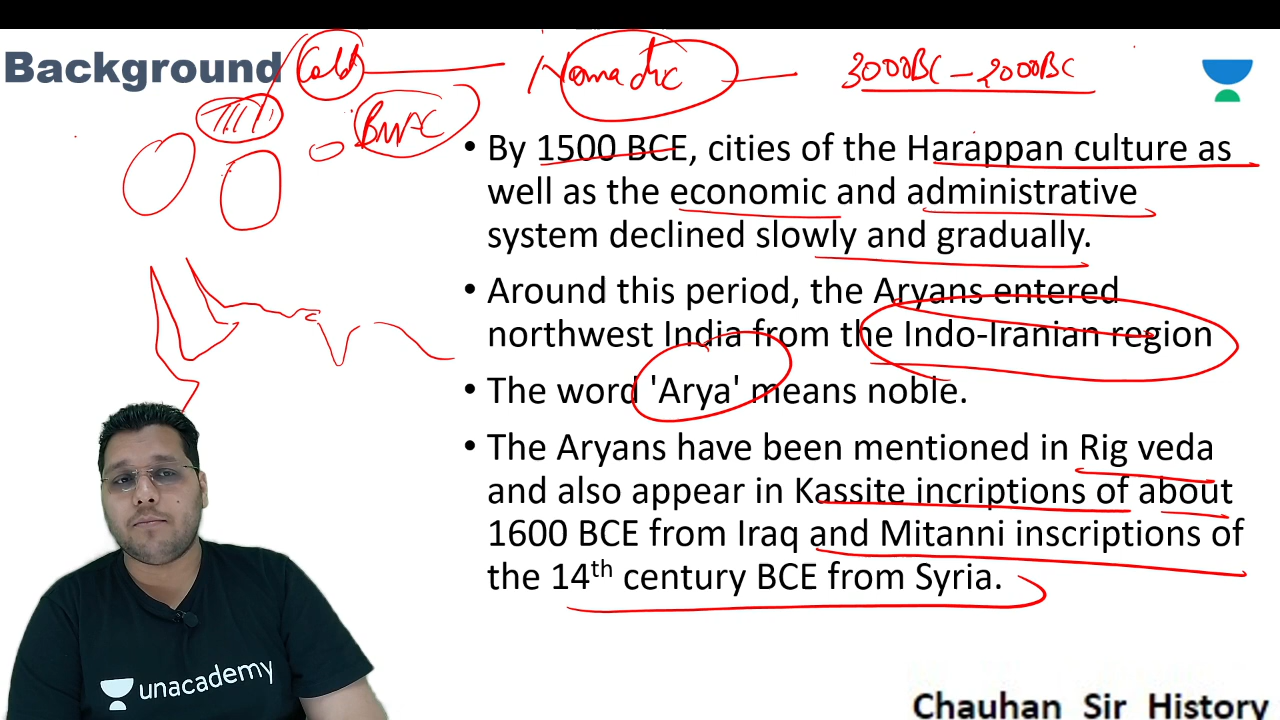 Background
Cold
Nomadic
3000BC - 2000BC
BMAC
• By 1500 BCE, cities of the Harappan culture as
well as the economic and administrative
system declined slowly and gradually.
• Around this period, the Aryans entered
northwest India from the Indo-Iranian region
• The word 'Arya' means noble.
• The Aryans have been mentioned in Rig veda
and also appear in Kassite incriptions of about
1600 BCE from Iraq and Mitanni inscriptions of
the 14th century BCE from Syria.
unacademy
Chauhan Sir History